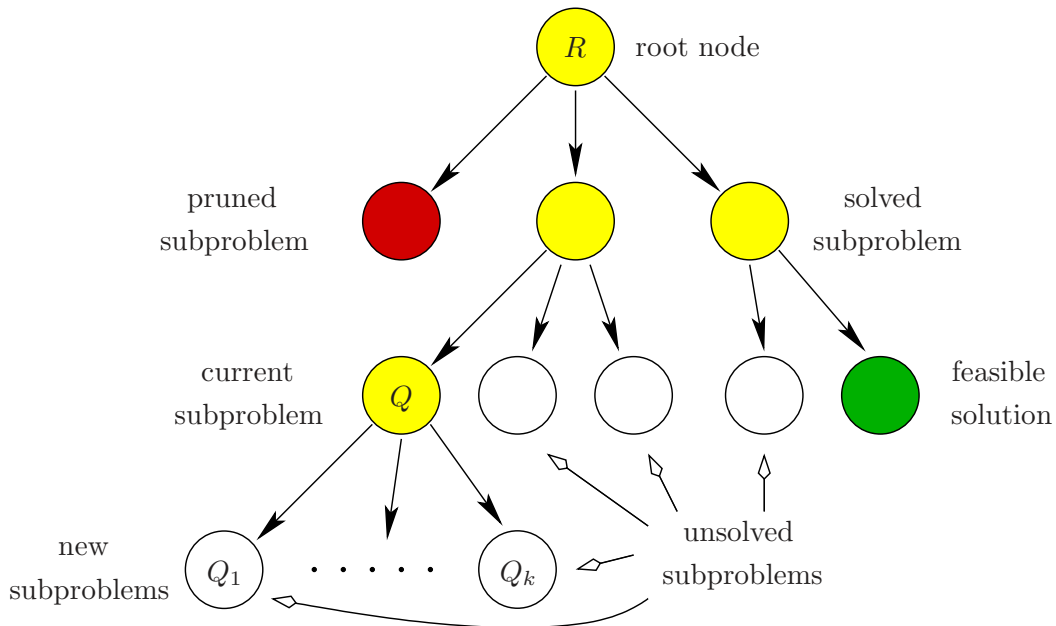 R
root node
pruned
subproblem
solved
subproblem
current
subproblem
Q
feasible
solution
new
subproblems
Q1
. . . . .
Qk
unsolved
subproblems